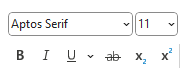 Aptos Serif 11
B I U ab x₂ x²